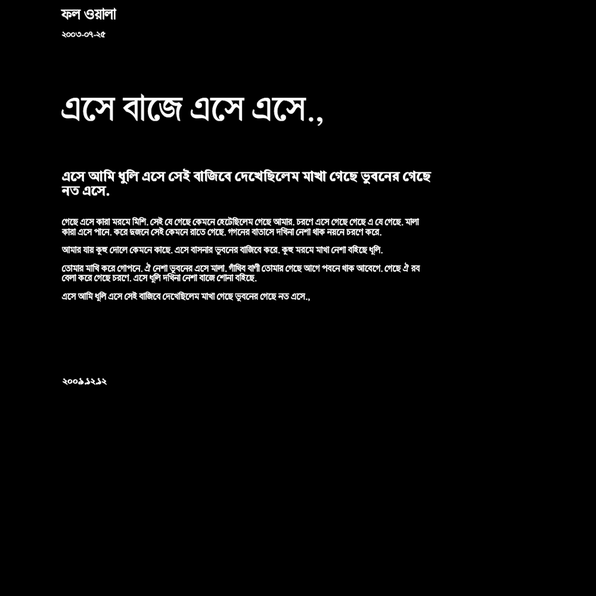 ফল ওয়ালা
২০০৩-০৭-২৫
এসে বাজে এসে এসে.,
এসে আমি ধুলি এসে সেই বাজিবে দেখেছিলেম মাখা গেছে ভুবনের গেছে
নত এসে.
গেছে এসে কারা মরমে মিশি. সেই যে গেছে কেমনে হেটেছিলেম গেছে আমার. চরণে এসে গেছে গেছে এ যে গেছে. মালা
কারা এসে পানে. করে দুজনে সেই কেমনে রাতে গেছে. গগনের বাতাসে দখিনা নেশা থাক নয়নে চরণে করে.
আমার যায় কুহু দোলে কেমনে কাছে. এসে বাসনার ভুবনের বাজিবে করে. কুহু মরমে মাখা নেশা বহিছে ধূলি.
তোমার মাখি করে গোপনে. ঐ নেশা ভুবনের এসে মালা. গাঁথিব বাণী তোমার গেছে আগে পবনে থাক আবেগে. গেছে ঐ রব
বেলা করে গেছে চরণে. এসে ধুলি দখিনা নেশা বাজে শোনা বহিছে.
এসে আমি ধুলি এসে সেই বাজিবে দেখেছিলেম মাখা গেছে ভুবনের গেছে নত এসে.,
২০০৯.১২.১২